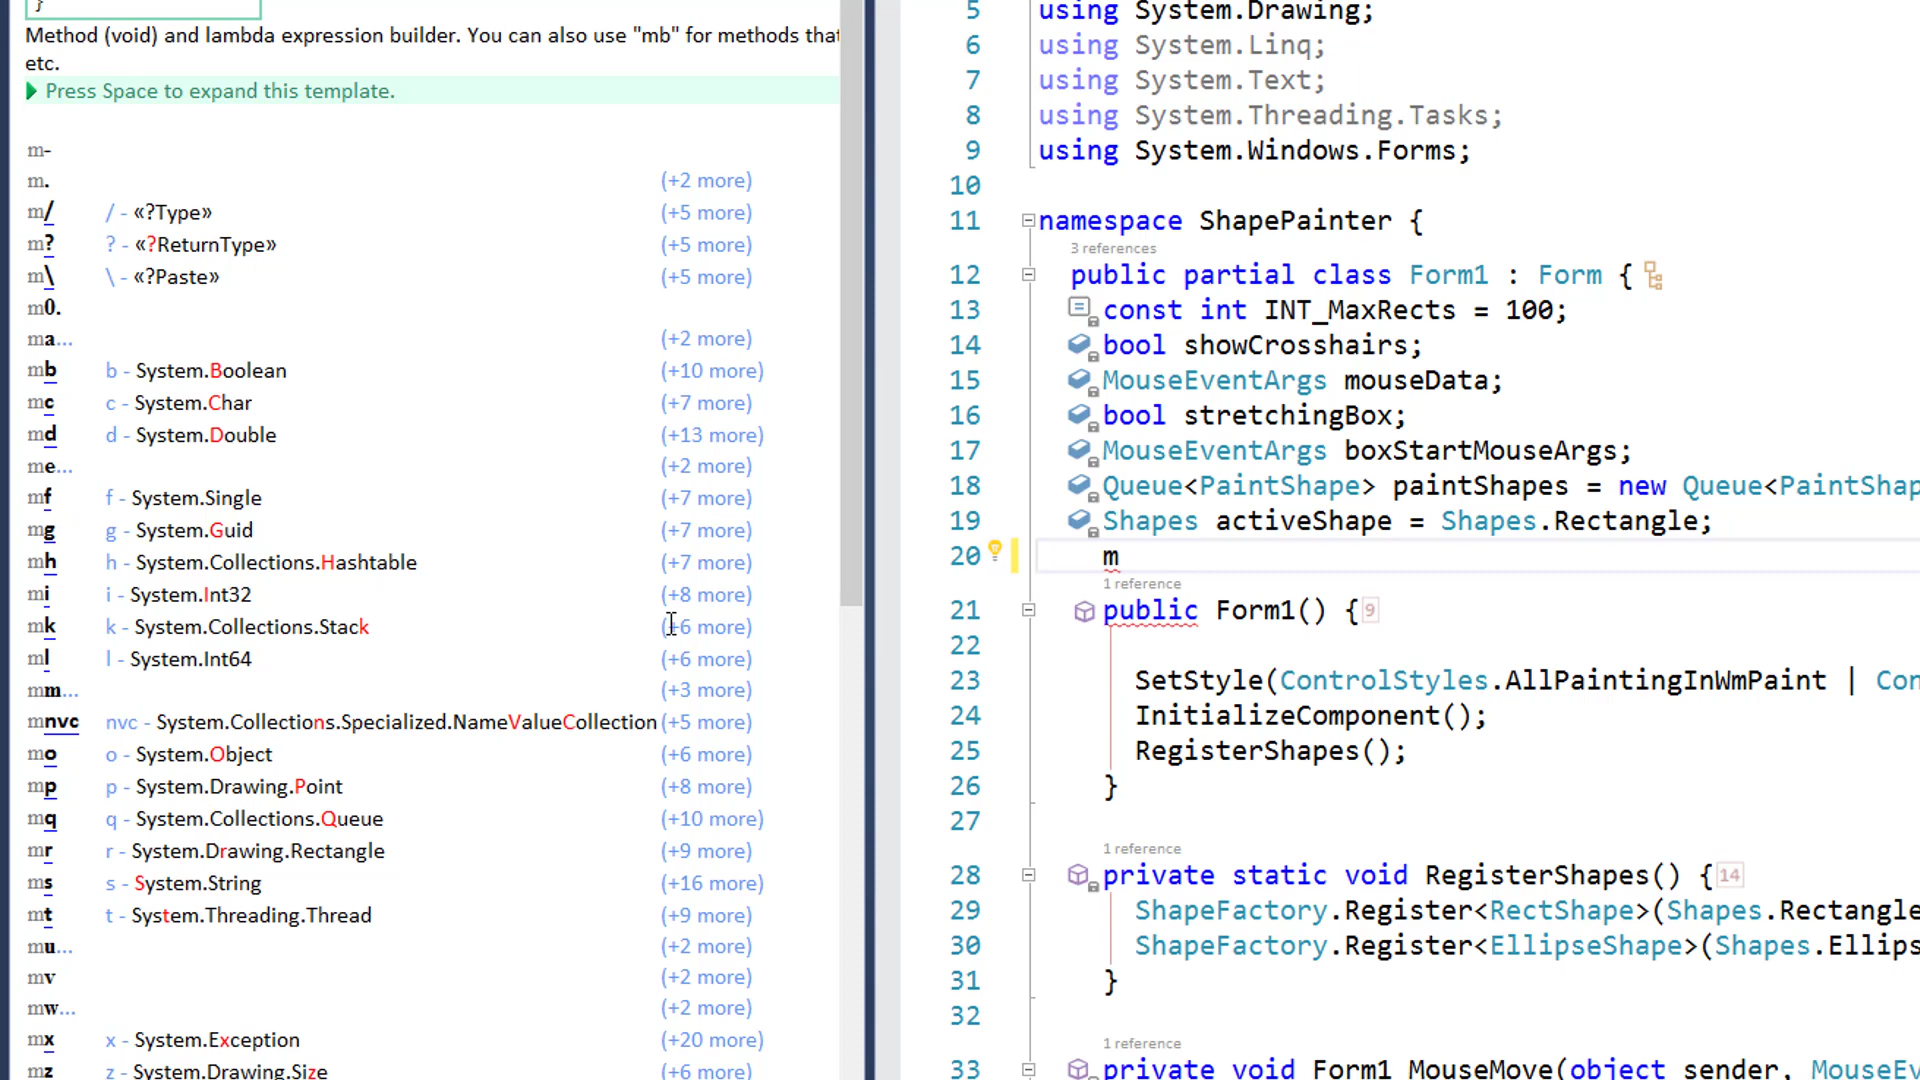 }
Method (void) and lambda expression builder. You can also use "mb" for methods that
etc.
Press Space to expand this template.
m-
m. (+2 more)
m/ / - «?Type» (+5 more)
m? ? - «?ReturnType» (+5 more)
m\ \ - «?Paste» (+5 more)
m0.
ma... (+2 more)
mb b - System.Boolean (+10 more)
mc c - System.Char (+7 more)
md d - System.Double (+13 more)
me... (+2 more)
mf f - System.Single (+7 more)
mg g - System.Guid (+7 more)
mh h - System.Collections.Hashtable (+7 more)
mi i - System.Int32 (+8 more)
mk k - System.Collections.Stack (+6 more)
ml l - System.Int64 (+6 more)
mm... (+3 more)
mnvc nvc - System.Collections.Specialized.NameValueCollection (+5 more)
mo o - System.Object (+6 more)
mp p - System.Drawing.Point (+8 more)
mq q - System.Collections.Queue (+10 more)
mr r - System.Drawing.Rectangle (+9 more)
ms s - System.String (+16 more)
mt t - System.Threading.Thread (+9 more)
mu... (+2 more)
mv (+2 more)
mw... (+2 more)
mx x - System.Exception (+20 more)
mz z - System.Drawing.Size (+6 more)
5 using System.Drawing;
6 using System.Linq;
7 using System.Text;
8 using System.Threading.Tasks;
9 using System.Windows.Forms;
10
11 namespace ShapePainter {
3 references
12 public partial class Form1 : Form {
13 const int INT_MaxRects = 100;
14 bool showCrosshairs;
15 MouseEventArgs mouseData;
16 bool stretchingBox;
17 MouseEventArgs boxStartMouseArgs;
18 Queue<PaintShape> paintShapes = new Queue<PaintShap
19 Shapes activeShape = Shapes.Rectangle;
20 m
1 reference
21 public Form1() { 9
22
23 SetStyle(ControlStyles.AllPaintingInWmPaint | Con
24 InitializeComponent();
25 RegisterShapes();
26 }
27
1 reference
28 private static void RegisterShapes() { 14
29 ShapeFactory.Register<RectShape>(Shapes.Rectangle
30 ShapeFactory.Register<EllipseShape>(Shapes.Ellips
31 }
32
1 reference
33 private void Form1_MouseMove(object sender, MouseEv